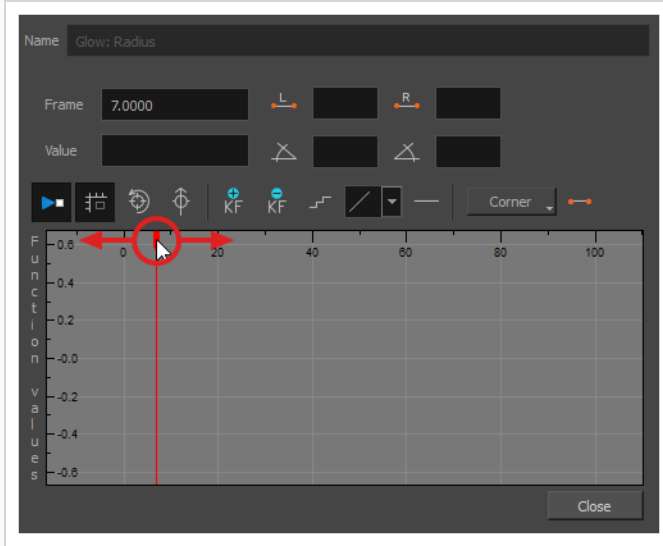 Name Glow: Radius
L R
Frame 7.0000
Value
KF KF Corner
Function values
0.6
0 20 40 60 80 100
0.4
0.2
-0.0
-0.2
-0.4
-0.6
Close